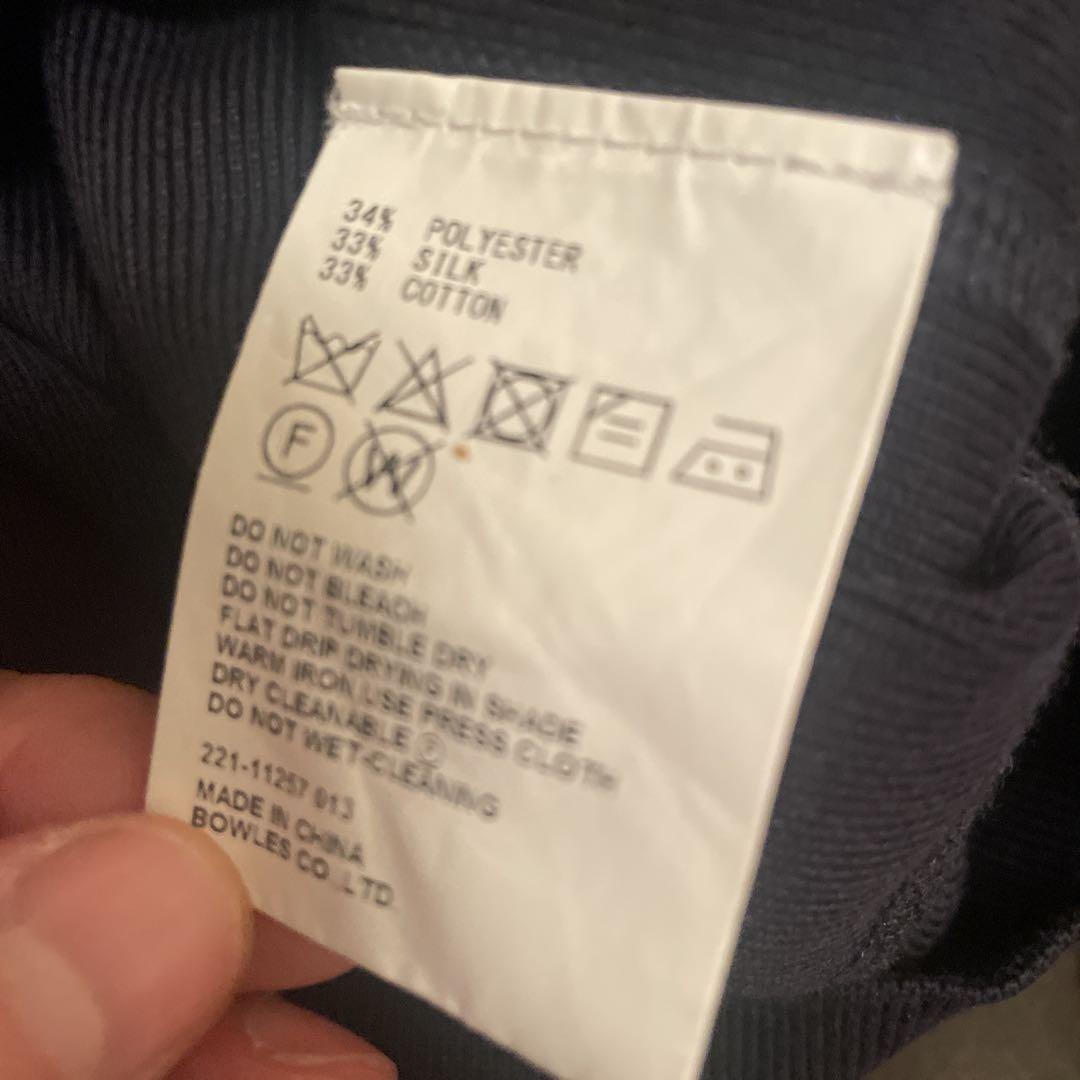 34% POLYESTER
33% SILK
33% COTTON
F W
DO NOT WASH
DO NOT BLEACH
DO NOT TUMBLE DRY
FLAT DRIP DRYING IN SHADE
WARM IRON,USE PRESS CLOTH
DRY CLEANABLE Ⓕ
DO NOT WET-CLEANING
221-11257 013
MADE IN CHINA
BOWLES CO.,LTD